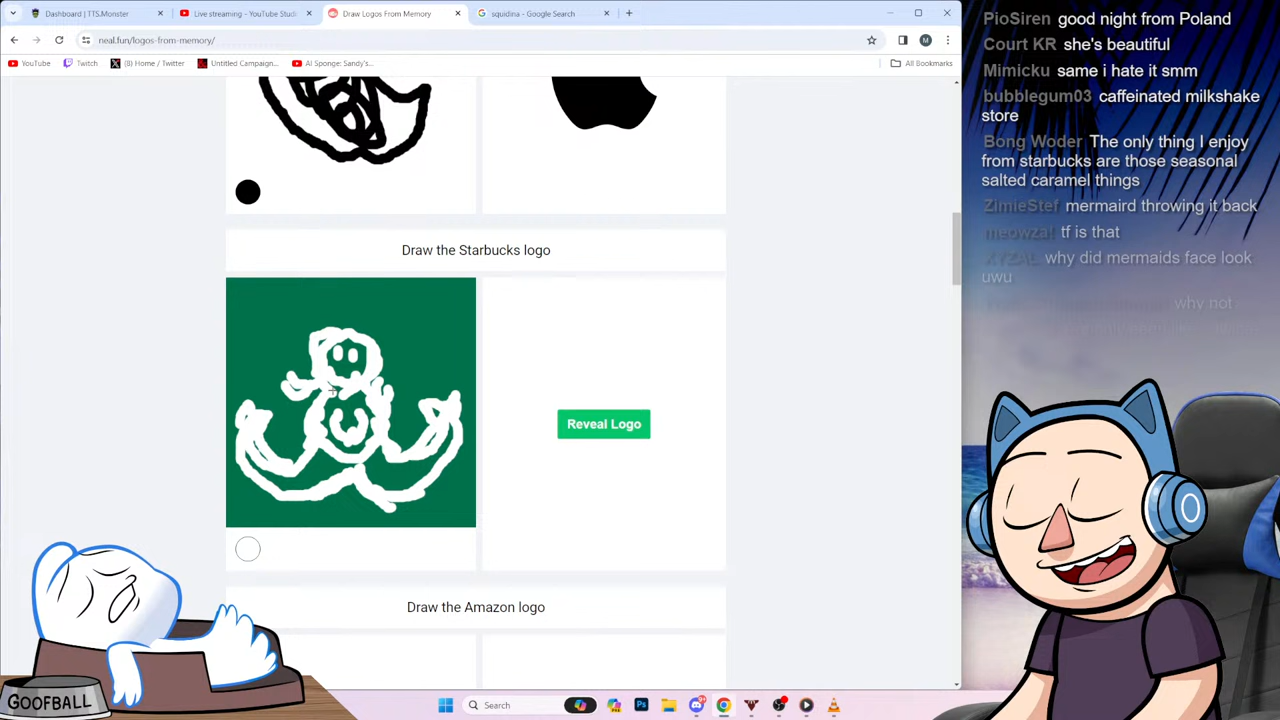 Dashboard | TTS.Monster
Live streaming - YouTube Studi
Draw Logos From Memory
squidina - Google Search
neal.fun/logos-from-memory/
M
YouTube
Twitch
(8) Home / Twitter
Untitled Campaign...
AI Sponge: Sandy's...
All Bookmarks
Draw the Starbucks logo
Reveal Logo
Draw the Amazon logo
PioSiren good night from Poland
Court KR she's beautiful
Mimicku same i hate it smm
bubblegum03 caffeinated milkshake
store
Bong Woder The only thing I enjoy
from starbucks are those seasonal
salted caramel things
ZimieStef mermaird throwing it back
meowza! tf is that
XYZAL why did mermaids face look
uwu
why not
GOOFBALL
Search